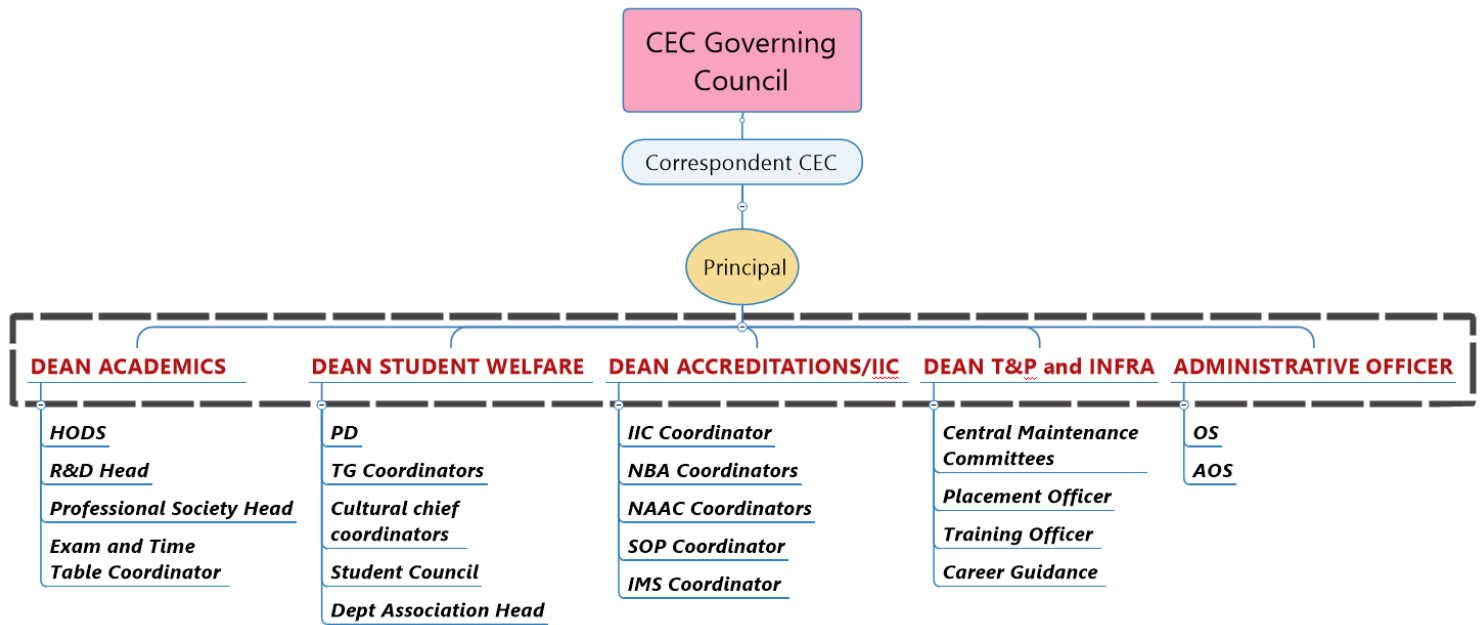 CEC Governing
Council
Correspondent CEC
Principal
DEAN ACADEMICS
DEAN STUDENT WELFARE
DEAN ACCREDITATIONS/IIC
DEAN T&P and INFRA
ADMINISTRATIVE OFFICER
HODS
R&D Head
Professional Society Head
Exam and Time
Table Coordinator
PD
TG Coordinators
Cultural chief
coordinators
Student Council
Dept Association Head
IIC Coordinator
NBA Coordinators
NAAC Coordinators
SOP Coordinator
IMS Coordinator
Central Maintenance
Committees
Placement Officer
Training Officer
Career Guidance
OS
AOS